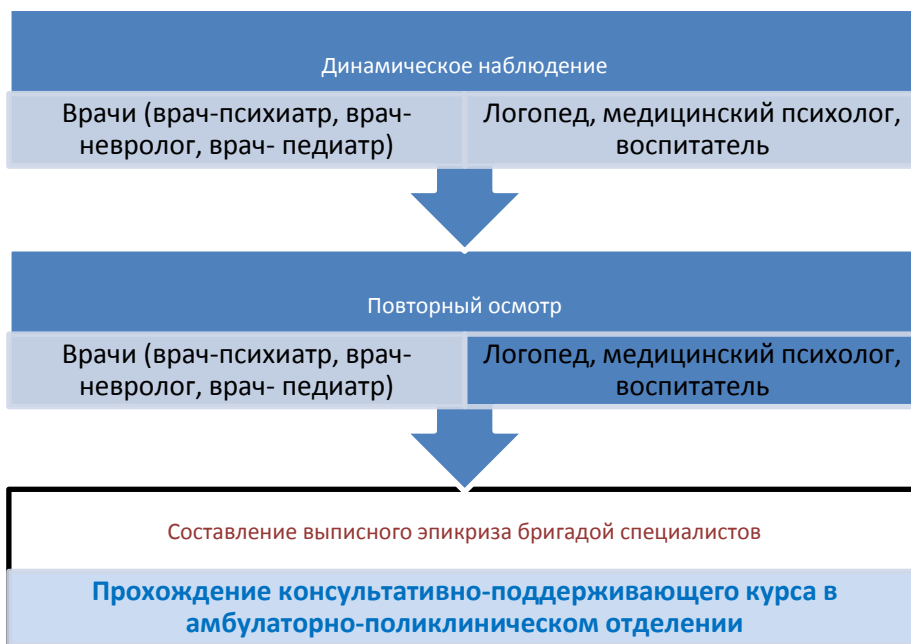 Динамическое наблюдение
Врачи (врач-психиатр, врач-
невролог, врач- педиатр)
Логопед, медицинский психолог,
воспитатель
Повторный осмотр
Врачи (врач-психиатр, врач-
невролог, врач- педиатр)
Логопед, медицинский психолог,
воспитатель
Составление выписного эпикриза бригадой специалистов
Прохождение консультативно-поддерживающего курса в
амбулаторно-поликлиническом отделении